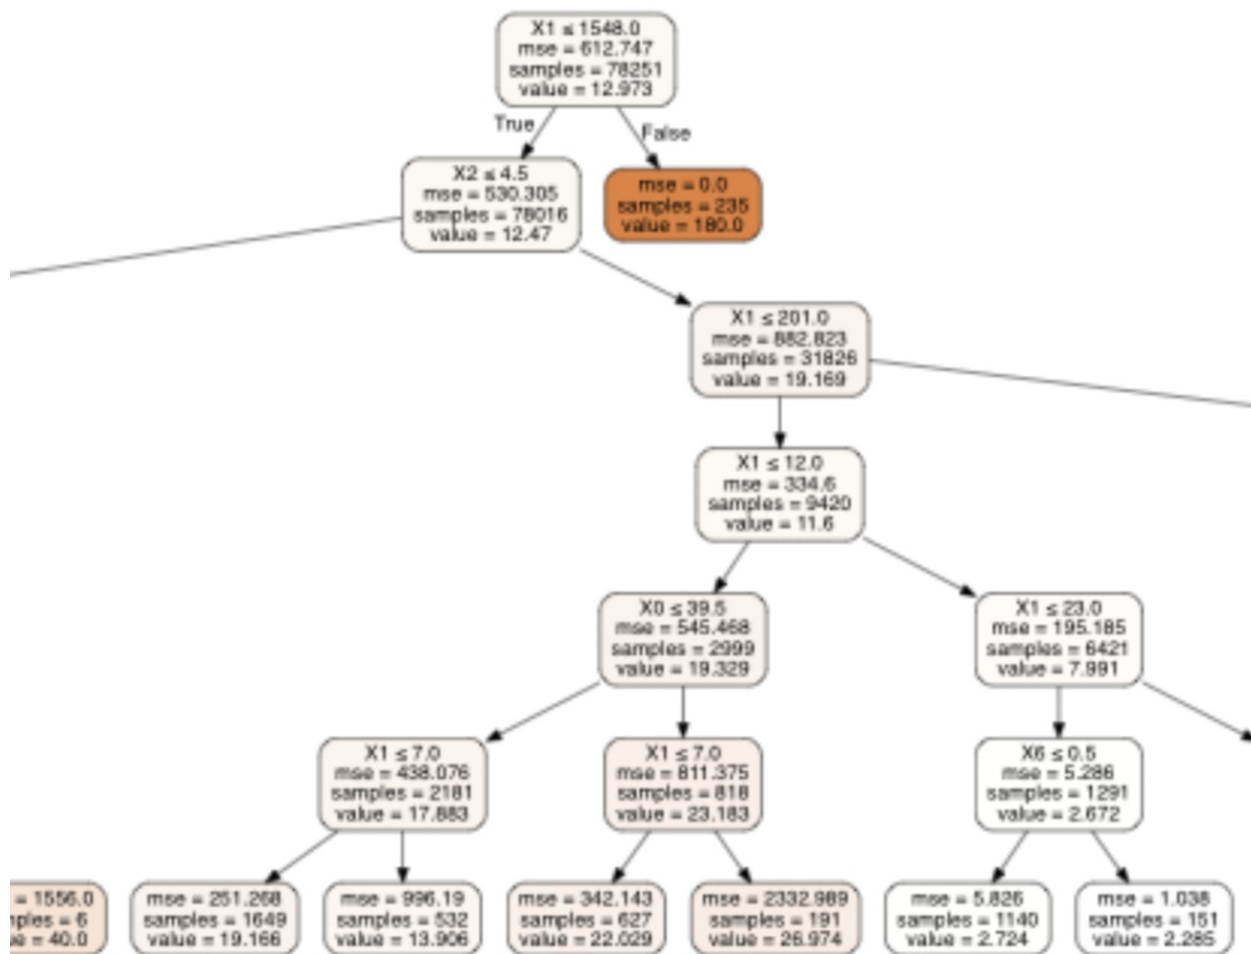 X1 ≤ 1548.0
mse = 612.747
samples = 78251
value = 12.973
True
False
X2 ≤ 4.5
mse = 530.305
samples = 78016
value = 12.47
mse = 0.0
samples = 235
value = 180.0
X1 ≤ 201.0
mse = 882.823
samples = 31826
value = 19.169
X1 ≤ 12.0
mse = 334.6
samples = 9420
value = 11.6
X0 ≤ 39.5
mse = 545.468
samples = 2999
value = 19.329
X1 ≤ 23.0
mse = 195.185
samples = 6421
value = 7.991
X1 ≤ 7.0
mse = 438.076
samples = 2181
value = 17.883
X1 ≤ 7.0
mse = 811.375
samples = 818
value = 23.183
X6 ≤ 0.5
mse = 5.286
samples = 1291
value = 2.672
= 1556.0
ples = 6
e = 40.0
mse = 251.268
samples = 1649
value = 19.166
mse = 996.19
samples = 532
value = 13.906
mse = 342.143
samples = 627
value = 22.029
mse = 2332.989
samples = 191
value = 26.974
mse = 5.826
samples = 1140
value = 2.724
mse = 1.038
samples = 151
value = 2.285